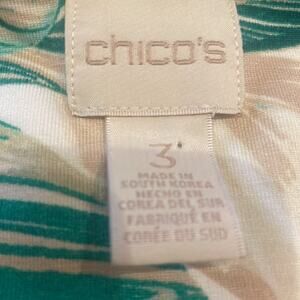 chico's
3
MADE IN
SOUTH KOREA
HECHO EN
COREA DEL SUR
FABRIQUÉ EN
CORÉE DU SUD